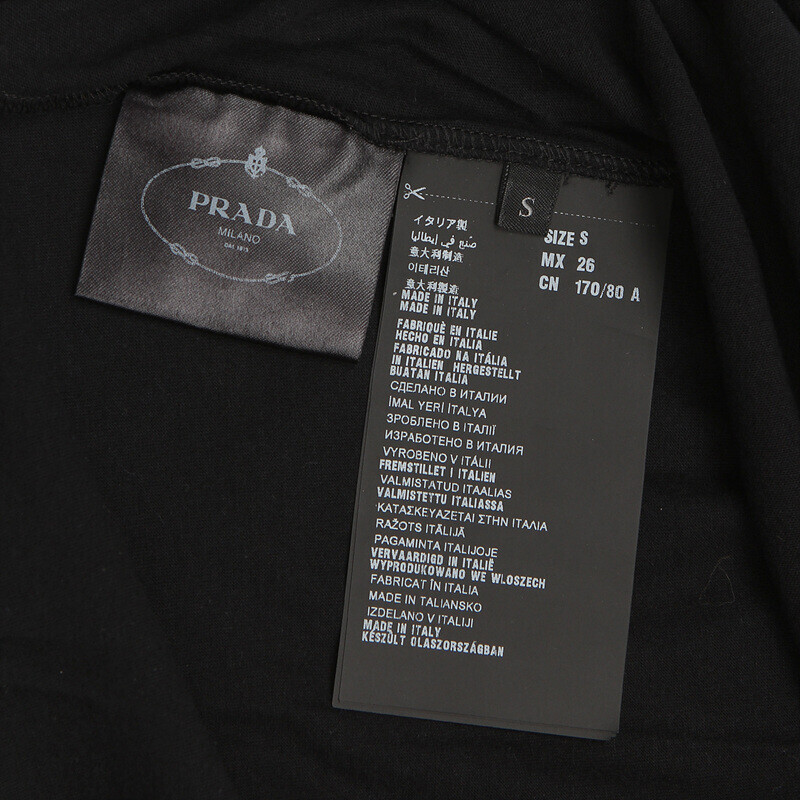 PRADA
MILANO
DAL 1913
S
SIZE S
MX 26
CN 170/80 A
イタリア製
صنع في إيطاليا
意大利制造
이테리산
意大利製造
MADE IN ITALY
MADE IN ITALY
FABRIQUÈ EN ITALIE
HECHO EN ITALIA
FABRICADO NA ITÁLIA
IN ITALIEN HERGESTELLT
BUATAN ITALIA
СДЕЛАНО В ИТАЛИИ
İMAL YERİ İTALYA
ЗРОБЛЕНО В ІТАЛІЇ
ИЗРАБОТЕНО В ИТАЛИЯ
VYROBENO V ITÁLII
FREMSTILLET I ITALIEN
VALMISTATUD ITAALIAS
VALMISTETTU ITALIASSA
ΚΑΤΑΣΚΕΥΑΖΕΤΑΙ ΣΤΗΝ ΙΤΑΛΙΑ
RAŽOTS ITĀLIJĀ
PAGAMINTA ITALIJOJE
VERVAARDIGD IN ITALIË
WYPRODUKOWANO WE WLOSZECH
FABRICAT ÎN ITALIA
MADE IN TALIANSKO
IZDELANO V ITALIJI
MADE IN ITALY
KÉSZÜLT OLASZORSZÁGBAN